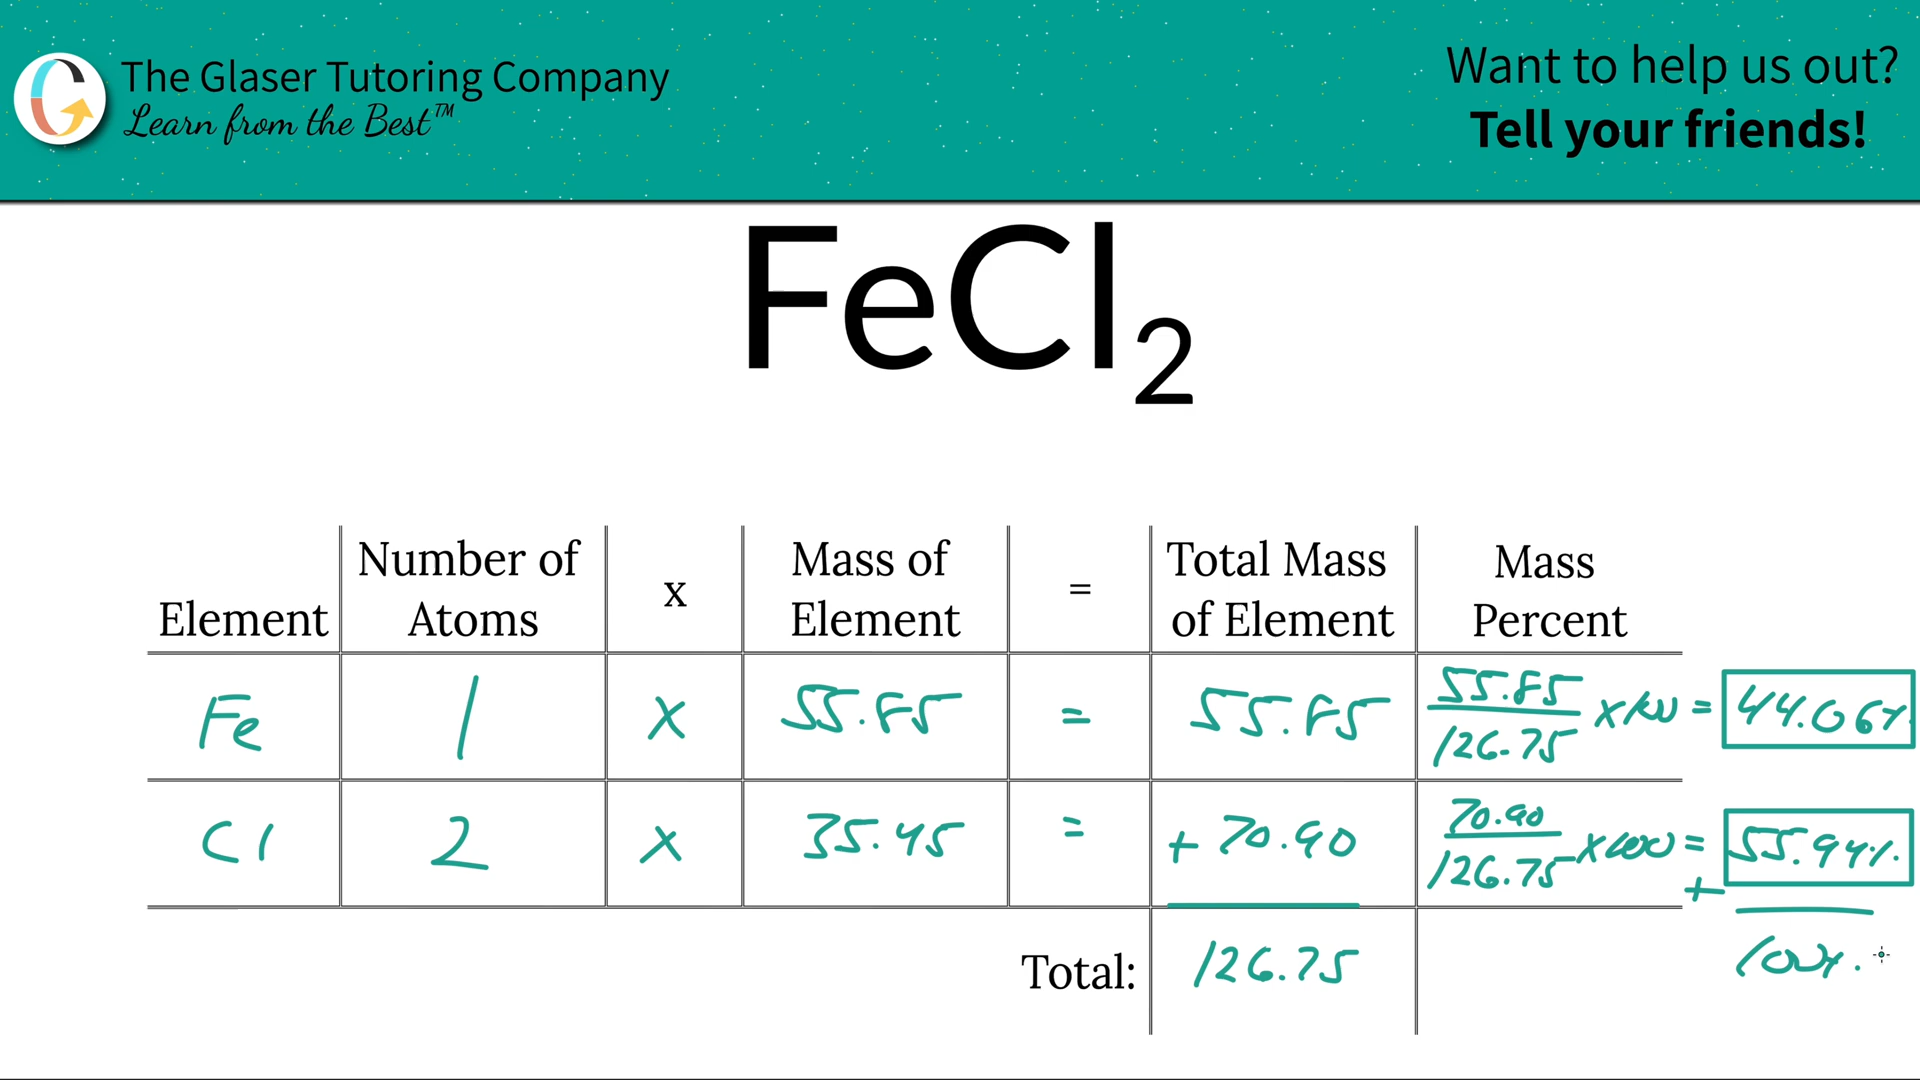 The Glaser Tutoring Company
Learn from the Best™
Want to help us out?
Tell your friends!
FeCl₂
Element | Number of Atoms | x | Mass of Element | = | Total Mass of Element | Mass Percent
Fe | 1 | x | 55.85 | = | 55.85 | 55.85/126.75 x 100 = 44.06%
Cl | 2 | x | 35.45 | = | + 70.90 | 70.90/126.75 x 100 = 55.94%
+
Total: 126.75 | 100%.